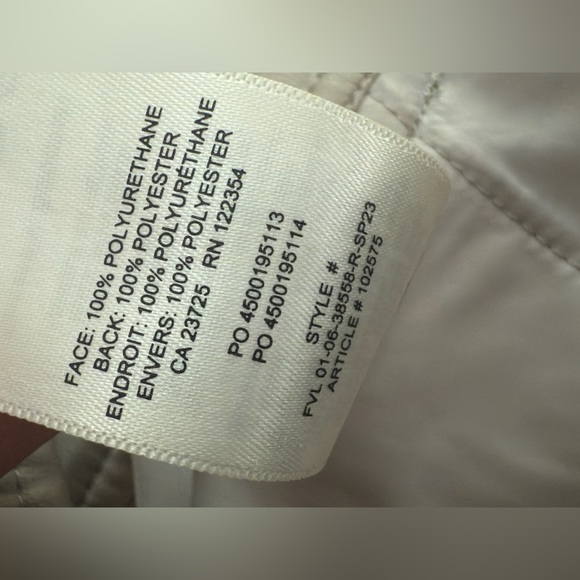 FACE: 100% POLYURETHANE
BACK: 100% POLYESTER
ENDROIT: 100% POLYURÉTHANE
ENVERS: 100% POLYESTER
CA 23725 RN 122354
PO 4500195113
PO 4500195114
STYLE #
FVL 01-06-38558-R-SP23
ARTICLE # 102575